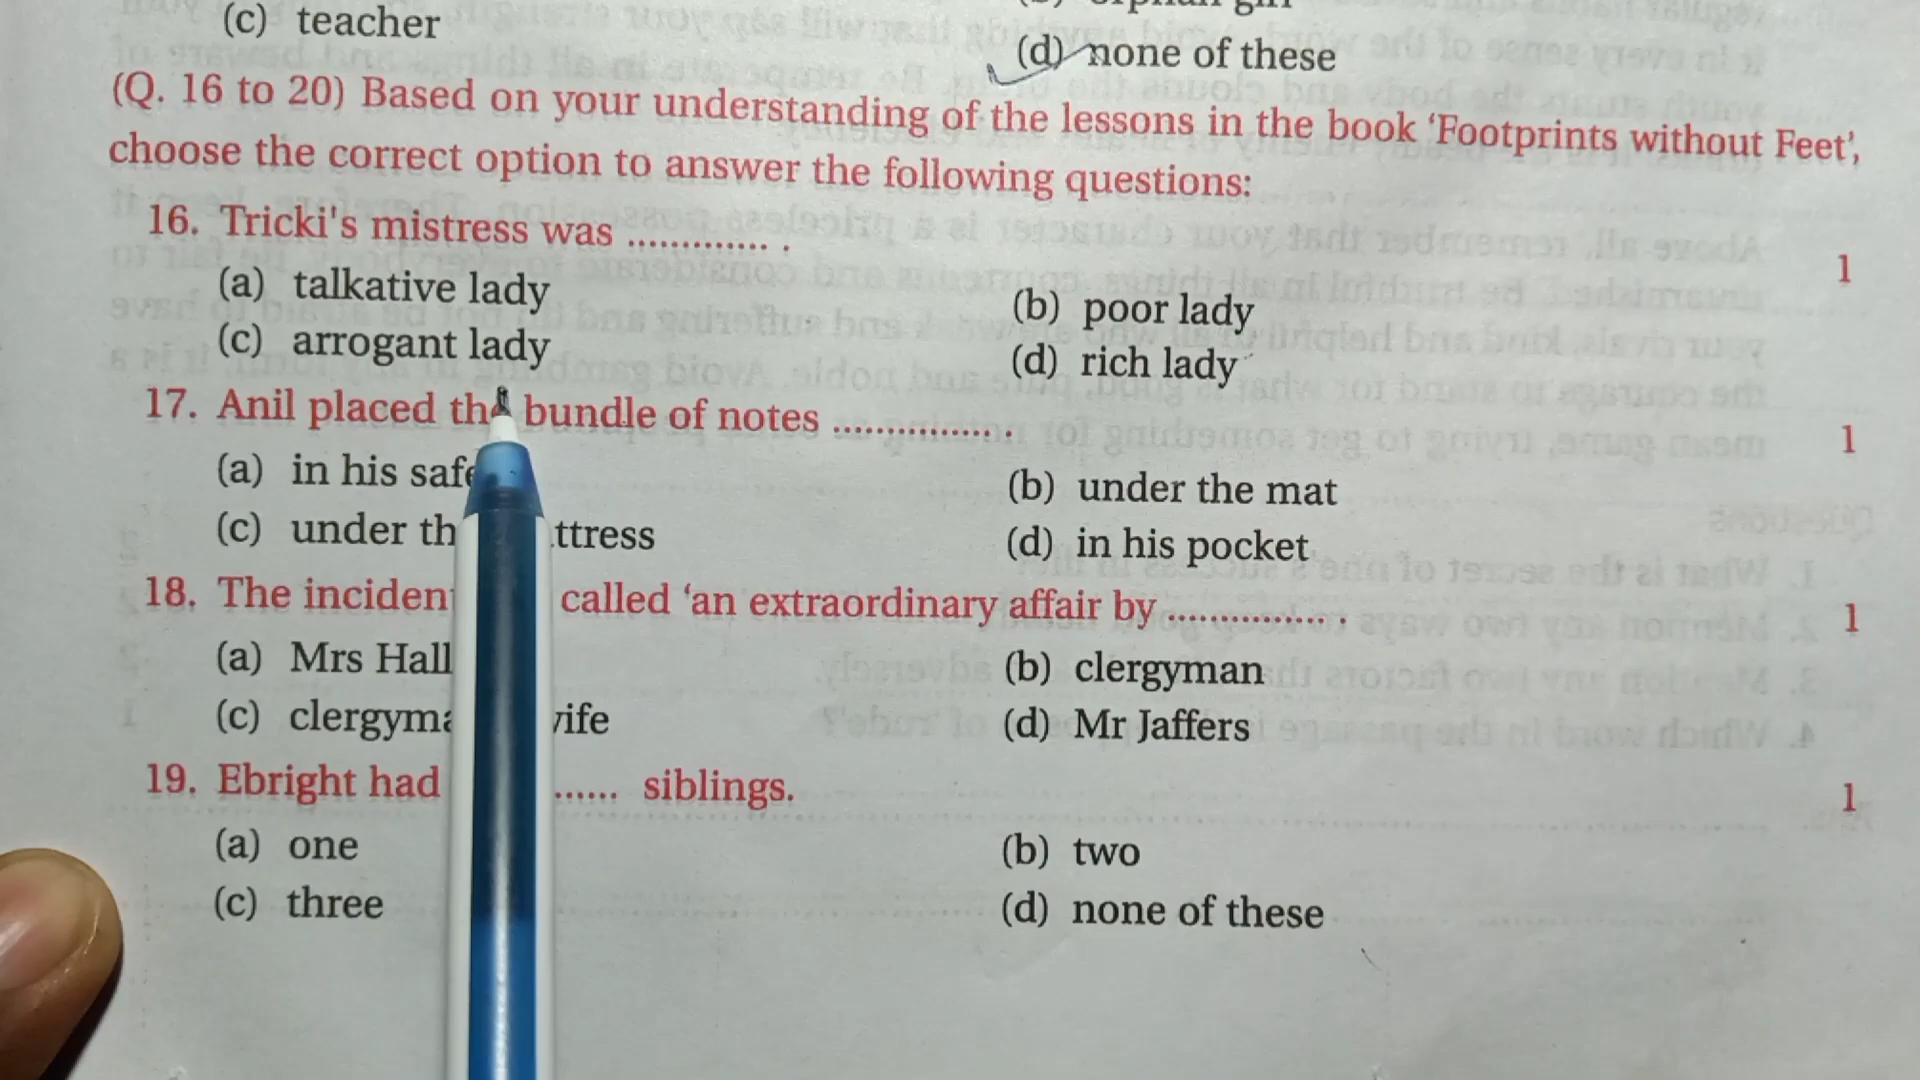 (c) teacher
(d) none of these
(Q. 16 to 20) Based on your understanding of the lessons in the book ‘Footprints without Feet’,
choose the correct option to answer the following questions:
16. Tricki's mistress was ............. . 1
(a) talkative lady (b) poor lady
(c) arrogant lady (d) rich lady
17. Anil placed the bundle of notes ............... . 1
(a) in his safe (b) under the mat
(c) under th ttress (d) in his pocket
18. The inciden called ‘an extraordinary affair by ............... . 1
(a) Mrs Hall (b) clergyman
(c) clergyma ife (d) Mr Jaffers
19. Ebright had ...... siblings. 1
(a) one (b) two
(c) three (d) none of these